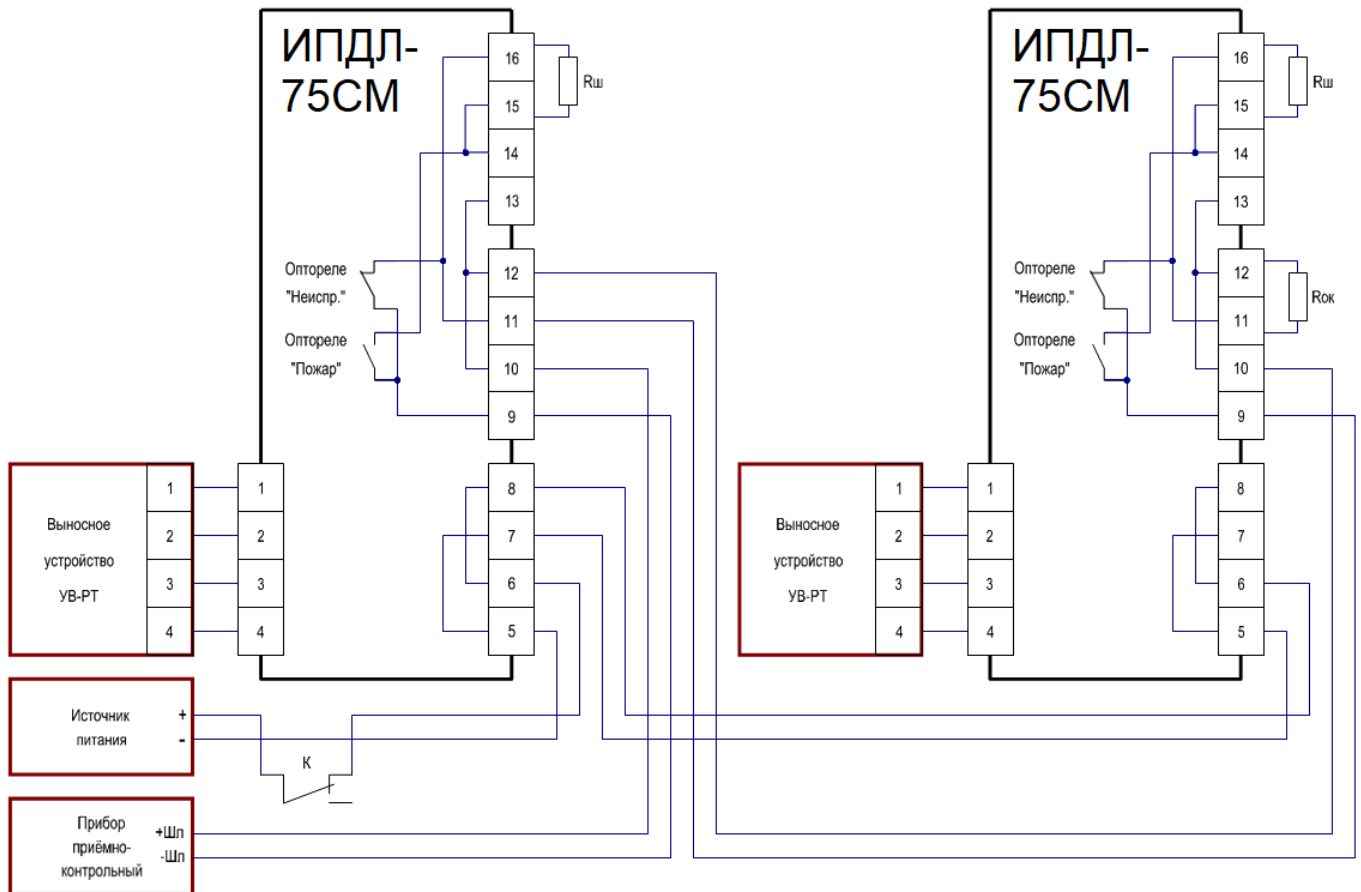 ИПДЛ-
75СМ
16
15
14
13
Rш
Оптореле
"Неиспр."
Оптореле
"Пожар"
12
11
10
9
8
7
6
5
Выносное
устройство
УВ-РТ
1
2
3
4
1
2
3
4
Источник
питания
+
-
К
Прибор
приёмно-
контрольный
+Шл
-Шл
ИПДЛ-
75СМ
16
15
14
13
Rш
Оптореле
"Неиспр."
Оптореле
"Пожар"
12
11
10
9
Rок
8
7
6
5
Выносное
устройство
УВ-РТ
1
2
3
4
1
2
3
4